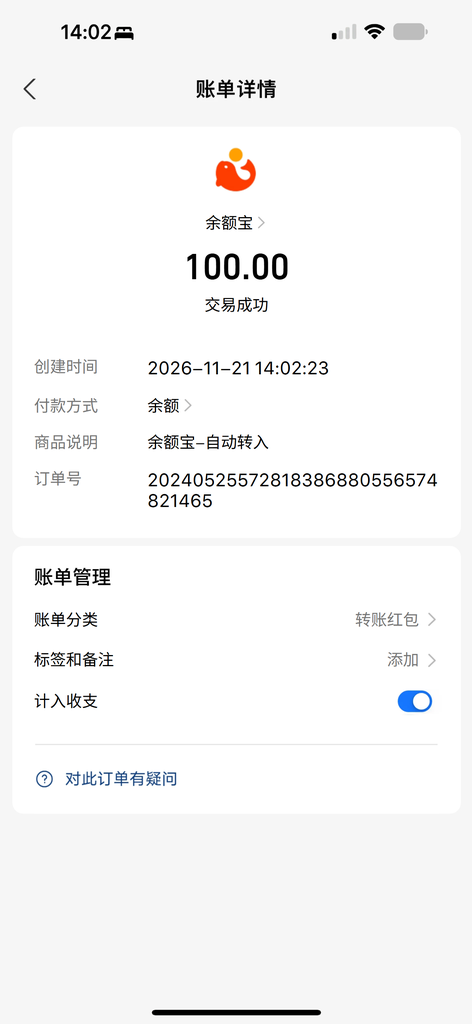 14:02
账单详情
余额宝
100.00
交易成功
创建时间 2026-11-21 14:02:23
付款方式 余额
商品说明 余额宝-自动转入
订单号 20240525572818386880556574
821465
账单管理
账单分类 转账红包
标签和备注 添加
计入收支
? 对此订单有疑问